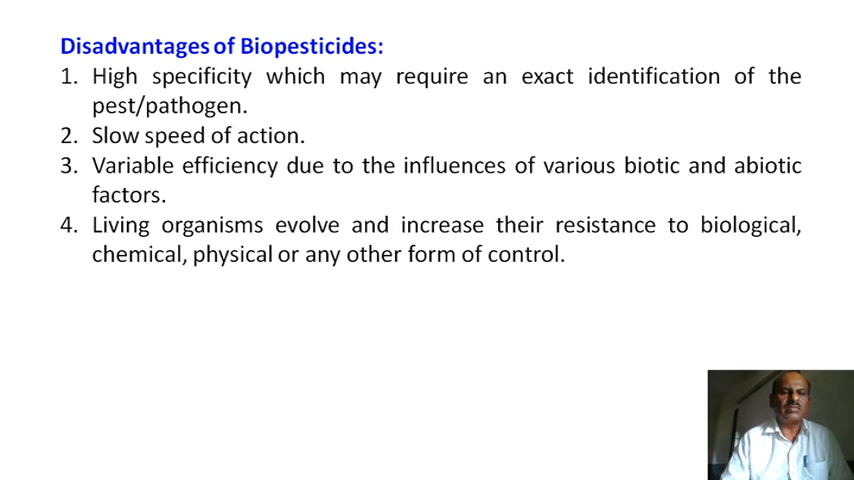 Disadvantages of Biopesticides:
1. High specificity which may require an exact identification of the
pest/pathogen.
2. Slow speed of action.
3. Variable efficiency due to the influences of various biotic and abiotic
factors.
4. Living organisms evolve and increase their resistance to biological,
chemical, physical or any other form of control.